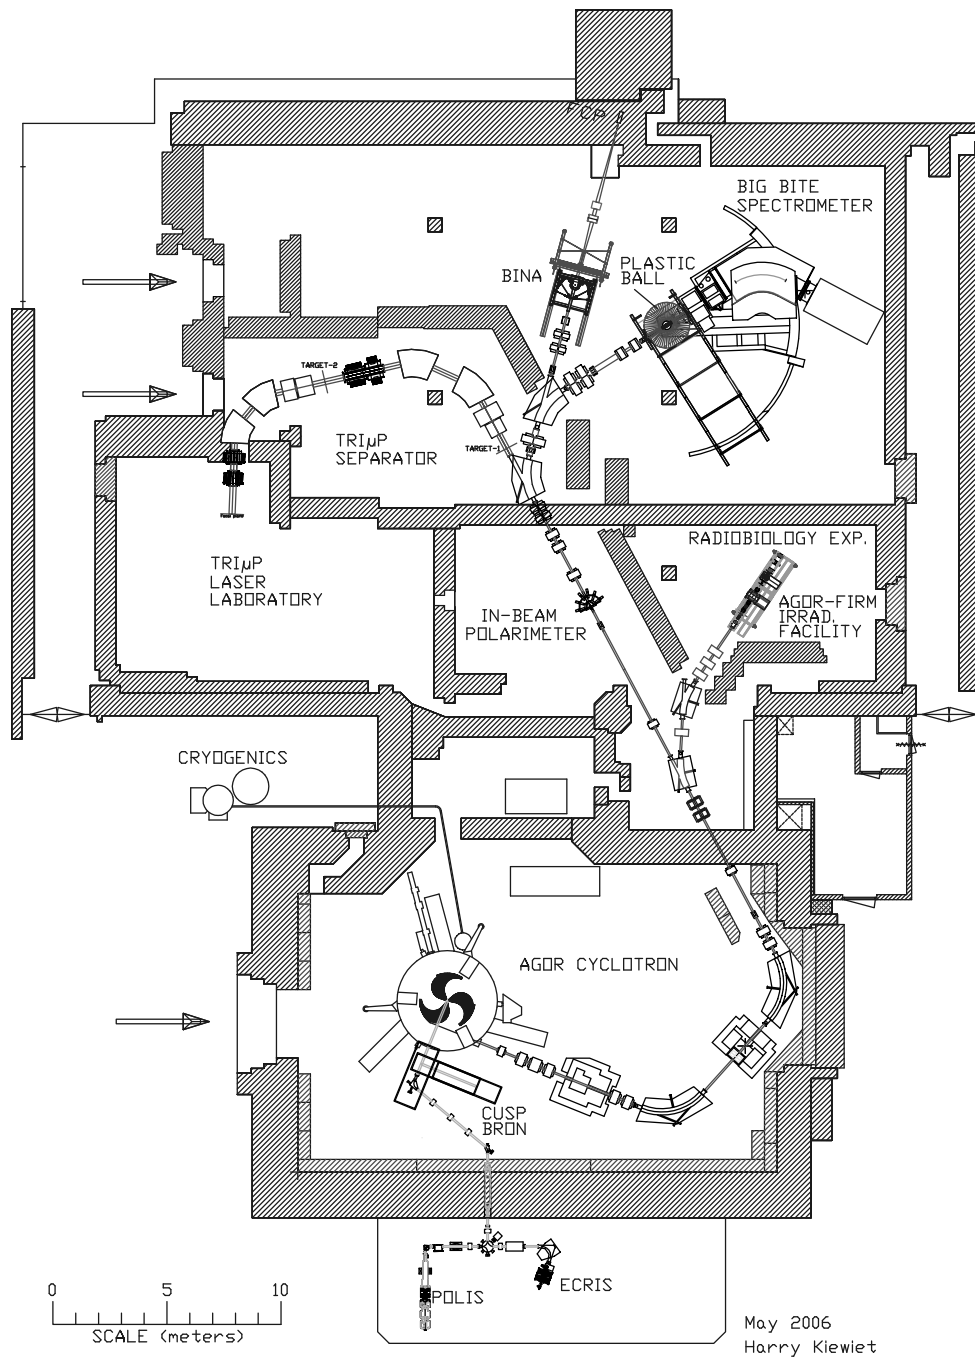 FCP
BIG BITE
SPECTROMETER
PLASTIC
BALL
BINA
TARGET-2
TRIµP
SEPARATOR
TARGET-1
RADIOBIOLOGY EXP.
TRIµP
LASER
LABORATORY
IN-BEAM
POLARIMETER
AGOR-FIRM
IRRAD.
FACILITY
CRYOGENICS
AGOR CYCLOTRON
CUSP
BRON
POLIS
ECRIS
0 5 10
SCALE (meters)
May 2006
Harry Kiewiet